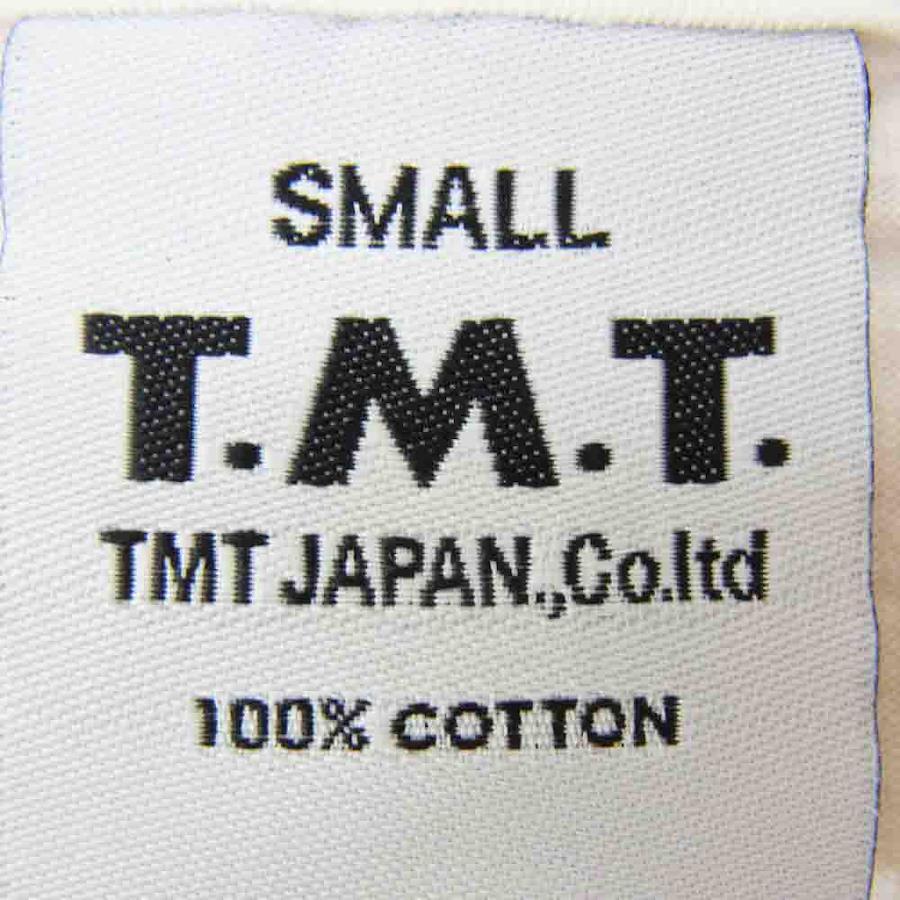 SMALL
T.M.T.
TMT JAPAN.,Co.ltd
100% COTTON